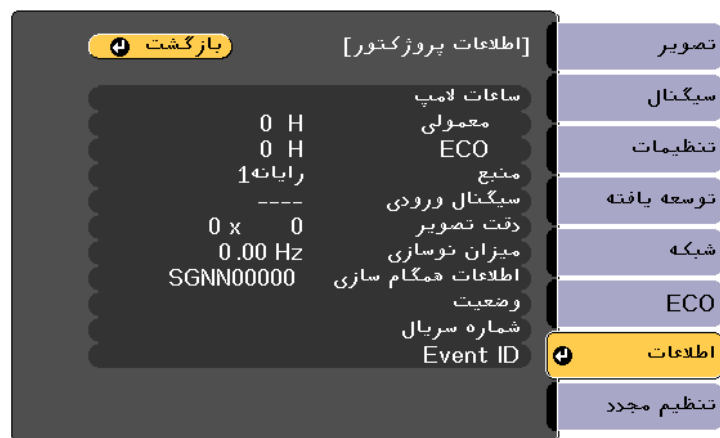 [اطلاعات پروژکتور] بازگشت
ساعات لامپ
معمولی 0 H
ECO 0 H
منبع رایانه1
سیگنال ورودی ----
دقت تصویر 0 x 0
میزان نوسازی 0.00 Hz
اطلاعات همگام سازی SGNN00000
وضعیت
شماره سریال
Event ID
تصویر
سیگنال
تنظیمات
توسعه یافته
شبکه
ECO
اطلاعات
تنظیم مجدد